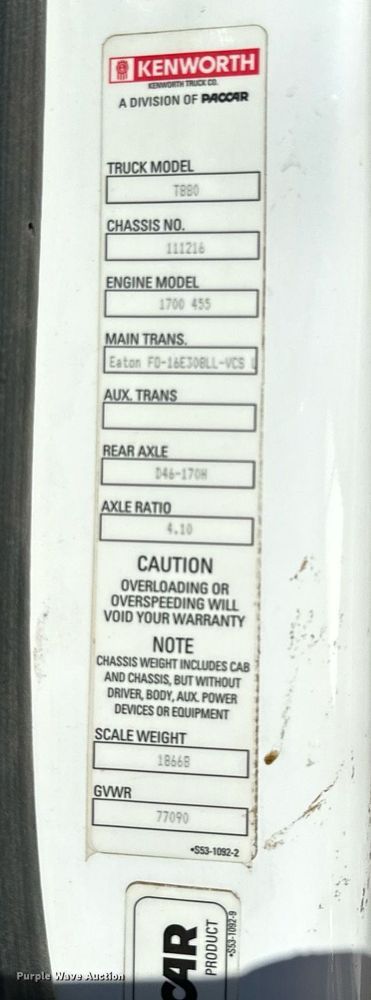 KENWORTH
KENWORTH TRUCK CO.
A DIVISION OF PACCAR
TRUCK MODEL
T880
CHASSIS NO.
111216
ENGINE MODEL
1700 455
MAIN TRANS.
Eaton FO-16E308LL-VCS L
AUX. TRANS
REAR AXLE
D46-170H
AXLE RATIO
4.10
CAUTION
OVERLOADING OR
OVERSPEEDING WILL
VOID YOUR WARRANTY
NOTE
CHASSIS WEIGHT INCLUDES CAB
AND CHASSIS, BUT WITHOUT
DRIVER, BODY, AUX. POWER
DEVICES OR EQUIPMENT
SCALE WEIGHT
18668
GVWR
77090
*S53-1092-2
CAR
PRODUCT
*S53-1092-9
Purple Wave Auction